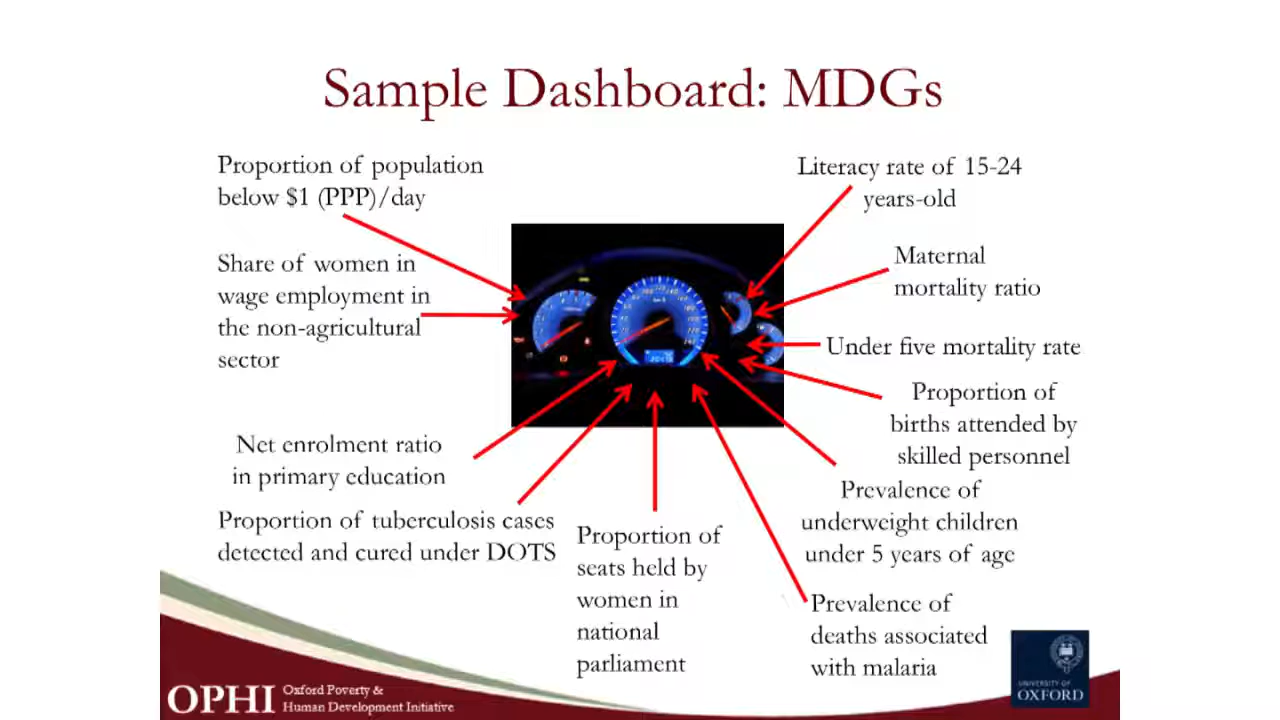 Sample Dashboard: MDGs
Proportion of population
below $1 (PPP)/day
Share of women in
wage employment in
the non-agricultural
sector
Net enrolment ratio
in primary education
Proportion of tuberculosis cases
detected and cured under DOTS
Proportion of
seats held by
women in
national
parliament
Literacy rate of 15-24
years-old
Maternal
mortality ratio
Under five mortality rate
Proportion of
births attended by
skilled personnel
Prevalence of
underweight children
under 5 years of age
Prevalence of
deaths associated
with malaria
OPHI
Oxford Poverty &
Human Development Initiative
UNIVERSITY OF
OXFORD